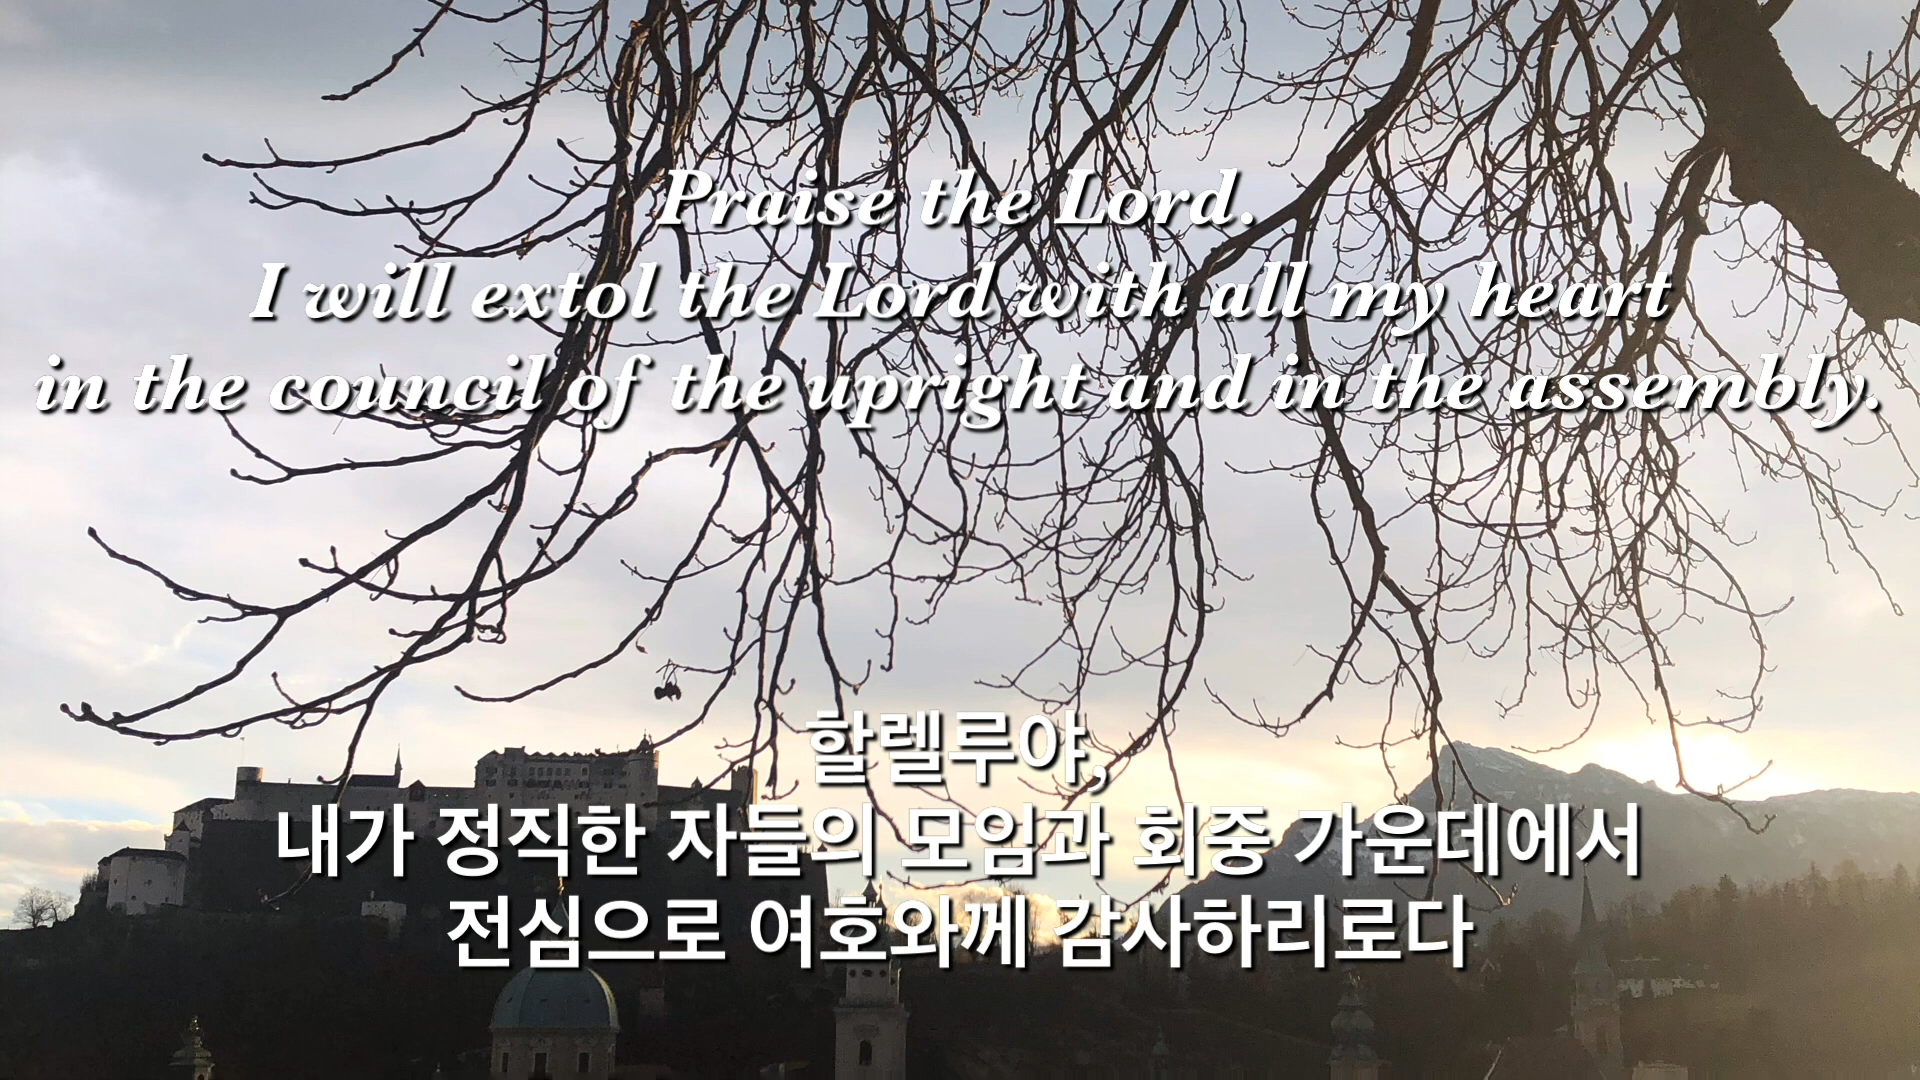 Praise the Lord.
I will extol the Lord with all my heart
in the council of the upright and in the assembly.
할렐루야,
내가 정직한 자들의 모임과 회중 가운데에서
전심으로 여호와께 감사하리로다